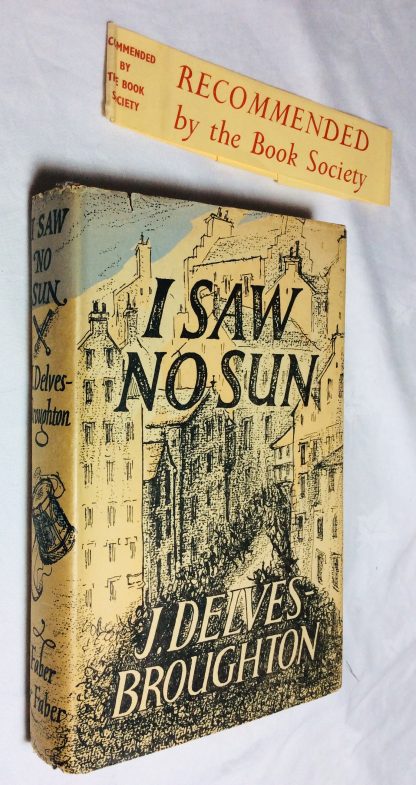 COMMENDED
BY
THE BOOK
SOCIETY
RECOMMENDED
by the Book Society
I SAW
NO
SUN
J.Delves-
Broughton
Faber
Faber
I SAW
NO SUN
J. DELVES-
BROUGHTON